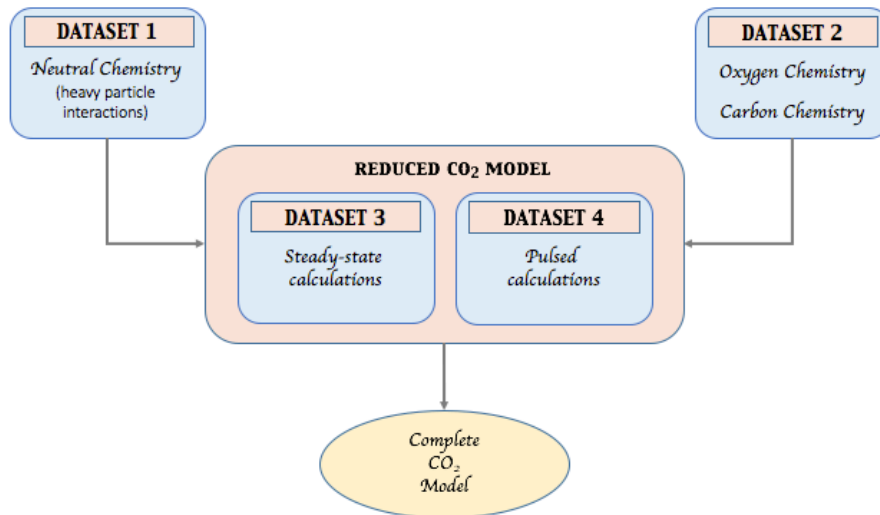 DATASET 1
Neutral Chemistry
(heavy particle
interactions)
DATASET 2
Oxygen Chemistry
Carbon Chemistry
REDUCED CO₂ MODEL
DATASET 3
Steady-state
calculations
DATASET 4
Pulsed
calculations
Complete
CO₂
Model